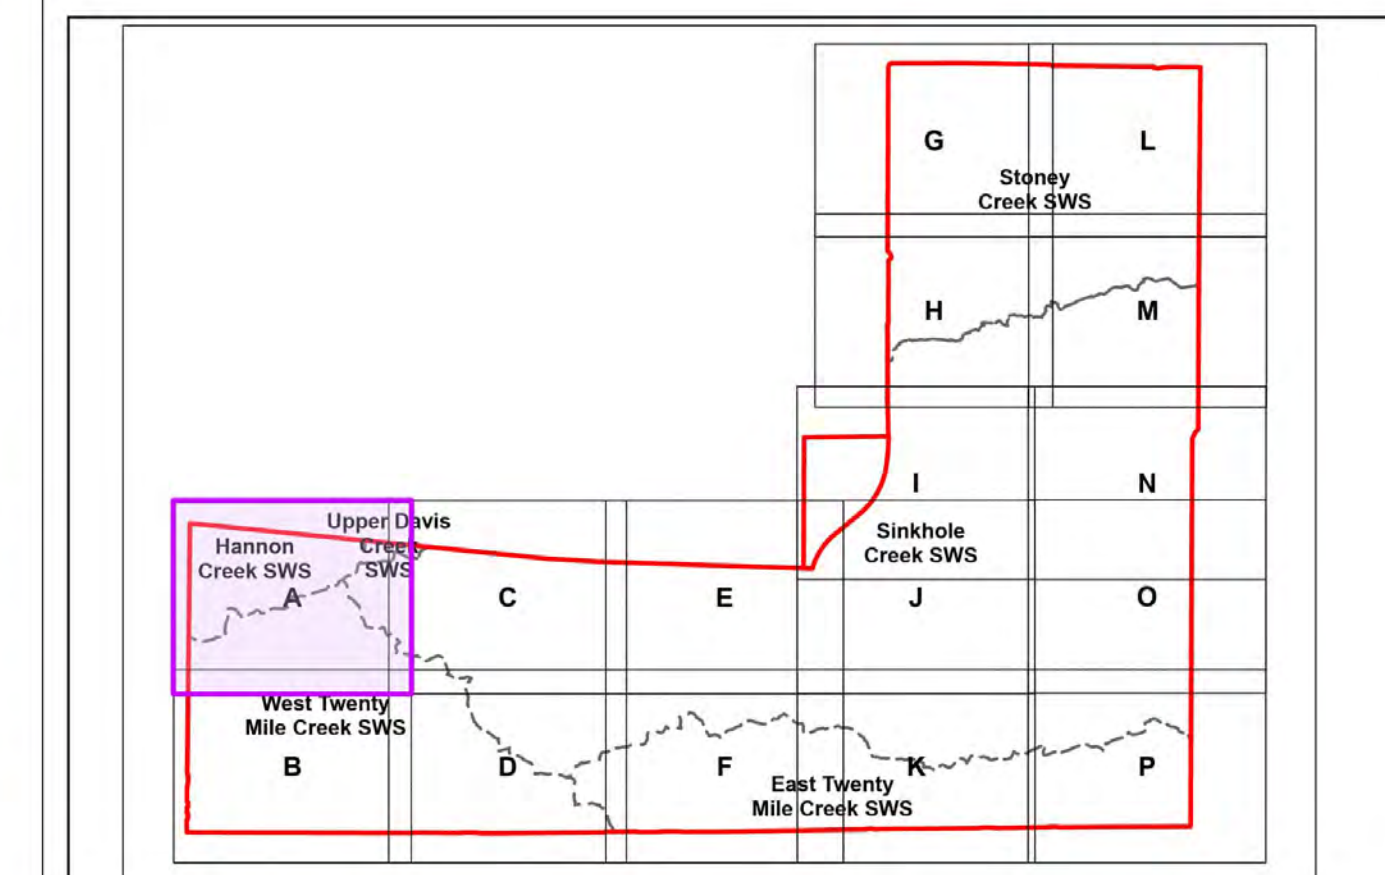 G
L
Stoney
Creek SWS
H
M
I
N
Upper Davis
Creek
SWS
Hannon
Creek SWS
Sinkhole
Creek SWS
A
C
E
J
O
West Twenty
Mile Creek SWS
B
D
F
K
P
East Twenty
Mile Creek SWS